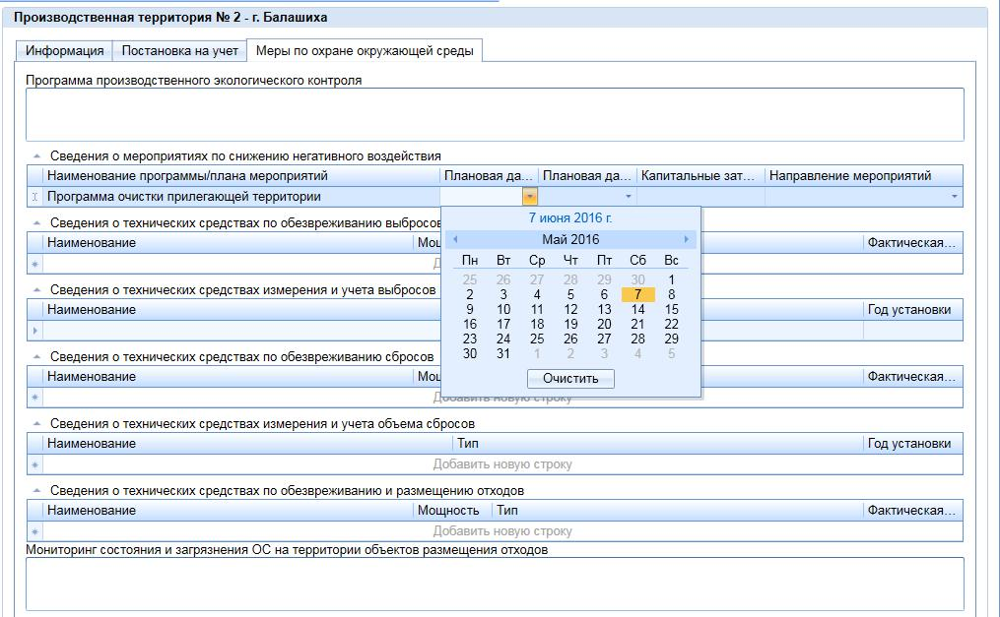 Производственная территория № 2 - г. Балашиха
Информация Постановка на учет Меры по охране окружающей среды
Программа производственного экологического контроля
Сведения о мероприятиях по снижению негативного воздействия
Наименование программы/плана мероприятий Плановая да... Плановая да... Капитальные зат... Направление мероприятий
Программа очистки прилегающей территории
7 июня 2016 г.
Май 2016
Пн Вт Ср Чт Пт Сб Вс
25 26 27 28 29 30 1
2 3 4 5 6 7 8
9 10 11 12 13 14 15
16 17 18 19 20 21 22
23 24 25 26 27 28 29
30 31 1 2 3 4 5
Очистить
Сведения о технических средствах по обезвреживанию выбросов
Наименование Мощ Фактическая...
Сведения о технических средствах измерения и учета выбросов
Наименование Год установки
Сведения о технических средствах по обезвреживанию сбросов
Наименование Мощ Фактическая...
Добавить новую строку
Сведения о технических средствах измерения и учета объема сбросов
Наименование Тип Год установки
Добавить новую строку
Сведения о технических средствах по обезвреживанию и размещению отходов
Наименование Мощность Тип Фактическая...
Добавить новую строку
Мониторинг состояния и загрязнения ОС на территории объектов размещения отходов